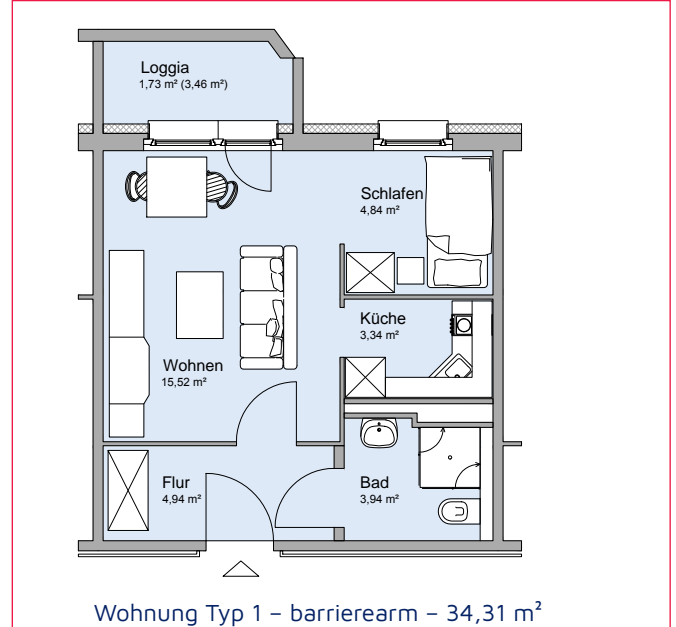 Loggia
1,73 m² (3,46 m²)
Schlafen
4,84 m²
Küche
3,34 m²
Wohnen
15,52 m²
Flur
4,94 m²
Bad
3,94 m²
Wohnung Typ 1 – barrierearm – 34,31 m²